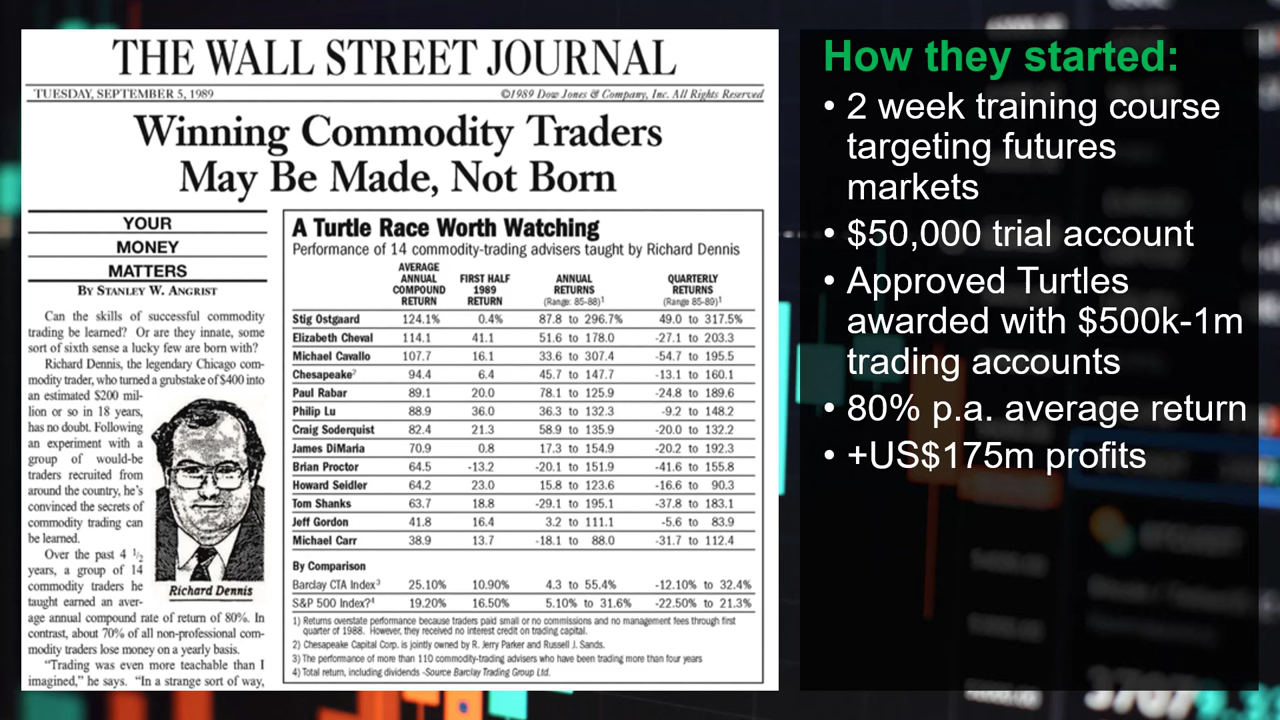 THE WALL STREET JOURNAL
TUESDAY, SEPTEMBER 5, 1989
©1989 Dow Jones & Company, Inc. All Rights Reserved
Winning Commodity Traders
May Be Made, Not Born
YOUR
MONEY
MATTERS
BY STANLEY W. ANGRIST
Can the skills of successful commodity
trading be learned? Or are they innate, some
sort of sixth sense a lucky few are born with?
Richard Dennis, the legendary Chicago com-
modity trader, who turned a grubstake of $400 into
an estimated $200 mil-
lion or so in 18 years,
has no doubt. Following
an experiment with a
group of would-be
traders recruited from
around the country, he's
convinced the secrets of
commodity trading can
be learned.
Over the past 4 1/2
years, a group of 14
commodity traders he
taught earned an aver-
age annual compound rate of return of 80%. In
contrast, about 70% of all non-professional com-
modity traders lose money on a yearly basis.
"Trading was even more teachable than I
imagined," he says. "In a strange sort of way,
Richard Dennis
A Turtle Race Worth Watching
Performance of 14 commodity-trading advisers taught by Richard Dennis
AVERAGE ANNUAL COMPOUND RETURN
FIRST HALF 1989 RETURN
ANNUAL RETURNS (Range: 85-88)1
QUARTERLY RETURNS (Range 85-89)1
Stig Ostgaard 124.1% 0.4% 87.8 to 296.7% 49.0 to 317.5%
Elizabeth Cheval 114.1 41.1 51.6 to 178.0 -27.1 to 203.3
Michael Cavallo 107.7 16.1 33.6 to 307.4 -54.7 to 195.5
Chesapeake2 94.4 6.4 45.7 to 147.7 -13.1 to 160.1
Paul Rabar 89.1 20.0 78.1 to 125.9 -24.8 to 189.6
Philip Lu 88.9 36.0 36.3 to 132.3 -9.2 to 148.2
Craig Soderquist 82.4 21.3 58.9 to 135.9 -20.0 to 132.2
James DiMaria 70.9 0.8 17.3 to 154.9 -20.2 to 192.3
Brian Proctor 64.5 -13.2 -20.1 to 151.9 -41.6 to 155.8
Howard Seidler 64.2 23.0 15.8 to 123.6 -16.6 to 90.3
Tom Shanks 63.7 18.8 -29.1 to 195.1 -37.8 to 183.1
Jeff Gordon 41.8 16.4 3.2 to 111.1 -5.6 to 83.9
Michael Carr 38.9 13.7 -18.1 to 88.0 -31.7 to 112.4
By Comparison
Barclay CTA Index3 25.10% 10.90% 4.3 to 55.4% -12.10% to 32.4%
S&P 500 Index?4 19.20% 16.50% 5.10% to 31.6% -22.50% to 21.3%
1) Returns overstate performance because traders paid small or no commissions and no management fees through first
quarter of 1988. However, they received no interest credit on trading capital.
2) Chesapeake Capital Corp. is jointly owned by R. Jerry Parker and Russell J. Sands.
3) The performance of more than 110 commodity-trading advisers who have been trading more than four years
4) Total return, including dividends -Source Barclay Trading Group Ltd.
How they started:
• 2 week training course
targeting futures
markets
• $50,000 trial account
• Approved Turtles
awarded with $500k-1m
trading accounts
• 80% p.a. average return
• +US$175m profits